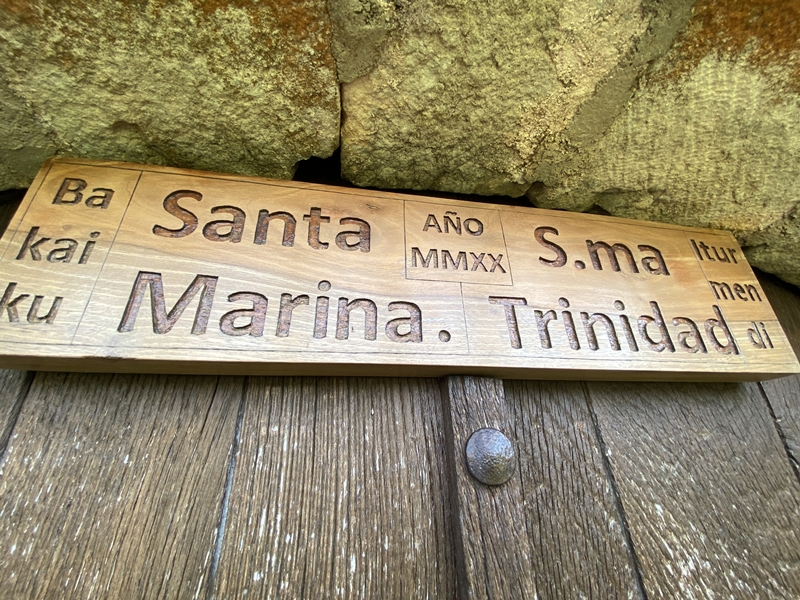 Ba
kai
ku
Santa
Marina.
AÑO
MMXX
S.ma
Trinidad
Itur
men
di